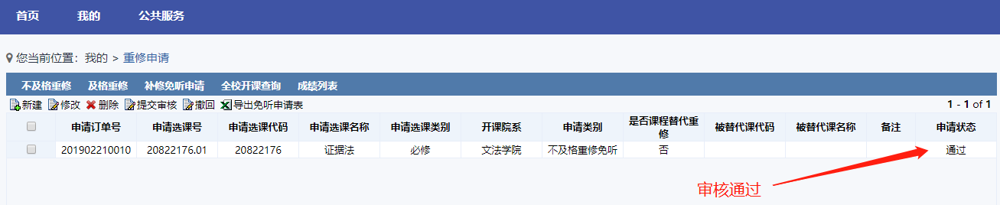 首页 我的 公共服务
您当前位置：我的 > 重修申请
不及格重修 及格重修 补修免听申请 全校开课查询 成绩列表
新建 修改 删除 提交审核 撤回 导出免听申请表 1 - 1 of 1
申请订单号 申请选课号 申请选课代码 申请选课名称 申请选课类别 开课院系 申请类别 是否课程替代重修 被替代课代码 被替代课名称 备注 申请状态
201902210010 20822176.01 20822176 证据法 必修 文法学院 不及格重修免听 否 通过
审核通过